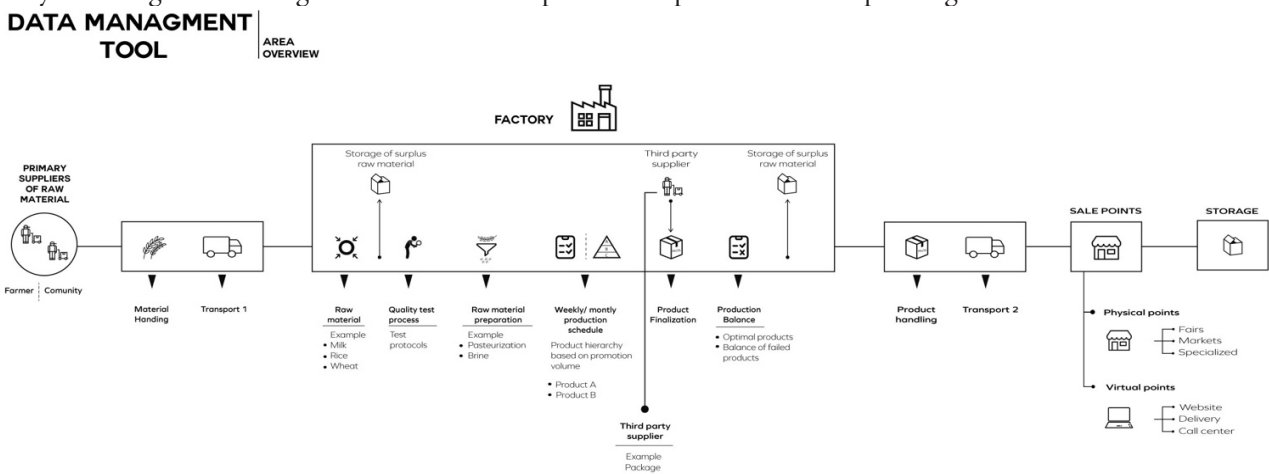 DATA MANAGMENT
TOOL
AREA
OVERVIEW
FACTORY
PRIMARY
SUPPLIERS
OF RAW
MATERIAL
Farmer
Comunity
Material
Handing
Transport 1
Storage of surplus
raw material
Third party
supplier
Storage of surplus
raw material
Raw
material
Example
• Milk
• Rice
• Wheat
Quality test
process
Test
protocols
Raw material
preparation
Example
• Pasteurization
• Brine
Weekly/ montly
production
schedule
Product hierarchy
based on promotion
volume
• Product A
• Product B
Product
Finalization
Production
Balance
• Optimal products
• Balance of failed
products
Third party
supplier
Example
Package
Product
handling
Transport 2
SALE POINTS
STORAGE
Physical points
Fairs
Markets
Specialized
Virtual points
Website
Delivery
Call center